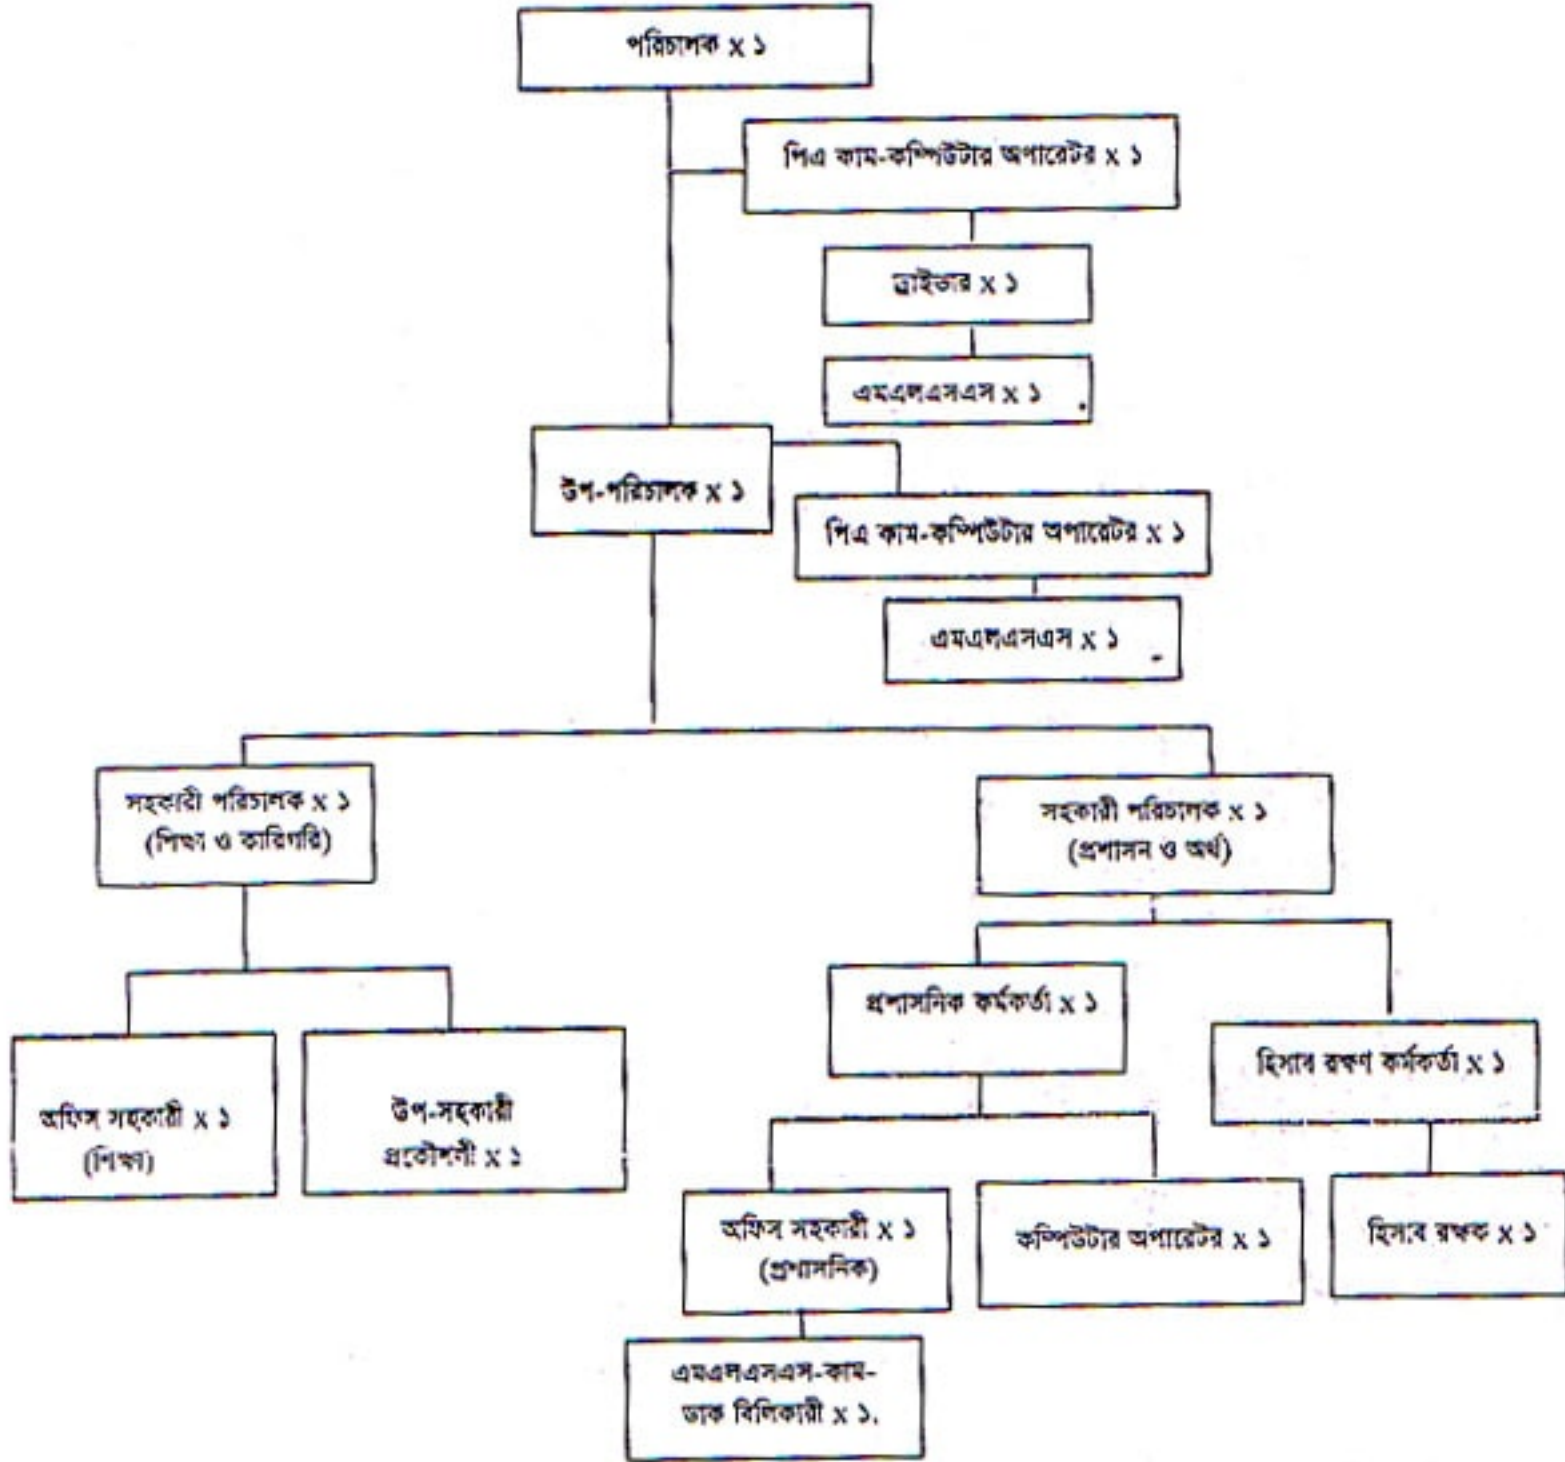 পরিচালক x ১
পিএ কাম-কম্পিউটার অপারেটর x ১
ড্রাইভার x ১
এমএলএসএস x ১
উপ-পরিচালক x ১
পিএ কাম-কম্পিউটার অপারেটর x ১
এমএলএসএস x ১
সহকারী পরিচালক x ১
(শিক্ষা ও কারিগরি)
সহকারী পরিচালক x ১
(প্রশাসন ও অর্থ)
অফিস সহকারী x ১
(শিক্ষা)
উপ-সহকারী
প্রকৌশলী x ১
প্রশাসনিক কর্মকর্তা x ১
হিসাব রক্ষণ কর্মকর্তা x ১
অফিস সহকারী x ১
(প্রশাসনিক)
কম্পিউটার অপারেটর x ১
হিসাব রক্ষক x ১
এমএলএসএস-কাম-
ডাক বিলিকারী x ১.